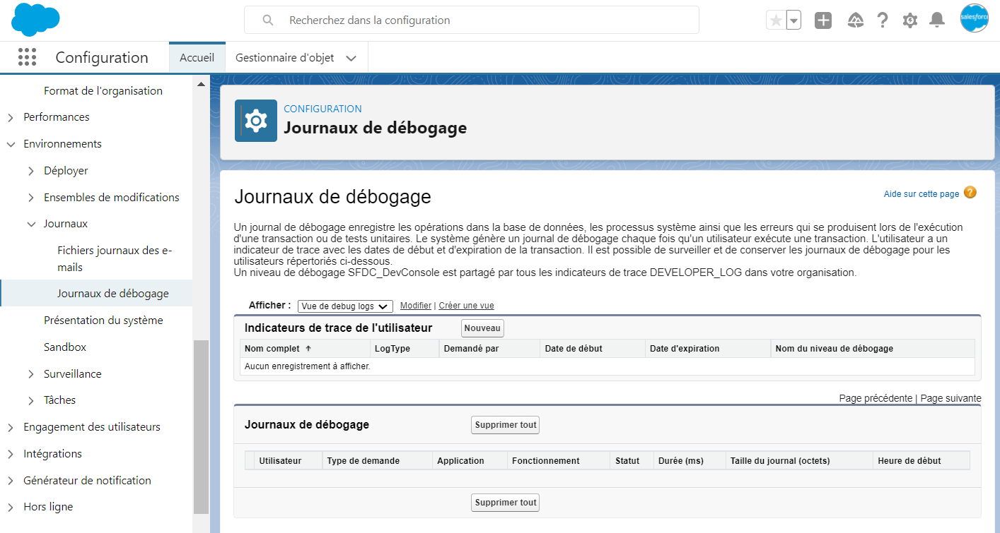 Recherchez dans la configuration
salesforce
Configuration
Accueil
Gestionnaire d'objet
Format de l'organisation
Performances
Environnements
Déployer
Ensembles de modifications
Journaux
Fichiers journaux des e-
mails
Journaux de débogage
Présentation du système
Sandbox
Surveillance
Tâches
Engagement des utilisateurs
Intégrations
Générateur de notification
Hors ligne
CONFIGURATION
Journaux de débogage
Journaux de débogage
Aide sur cette page
Un journal de débogage enregistre les opérations dans la base de données, les processus système ainsi que les erreurs qui se produisent lors de l'exécution
d'une transaction ou de tests unitaires. Le système génère un journal de débogage chaque fois qu'un utilisateur exécute une transaction. L'utilisateur a un
indicateur de trace avec les dates de début et d'expiration de la transaction. Il est possible de surveiller et de conserver les journaux de débogage pour les
utilisateurs répertoriés ci-dessous.
Un niveau de débogage SFDC_DevConsole est partagé par tous les indicateurs de trace DEVELOPER_LOG dans votre organisation.
Afficher : Vue de debug logs Modifier | Créer une vue
Indicateurs de trace de l'utilisateur Nouveau
Nom complet ↑ LogType Demandé par Date de début Date d'expiration Nom du niveau de débogage
Aucun enregistrement à afficher.
Page précédente | Page suivante
Journaux de débogage Supprimer tout
Utilisateur Type de demande Application Fonctionnement Statut Durée (ms) Taille du journal (octets) Heure de début
Supprimer tout